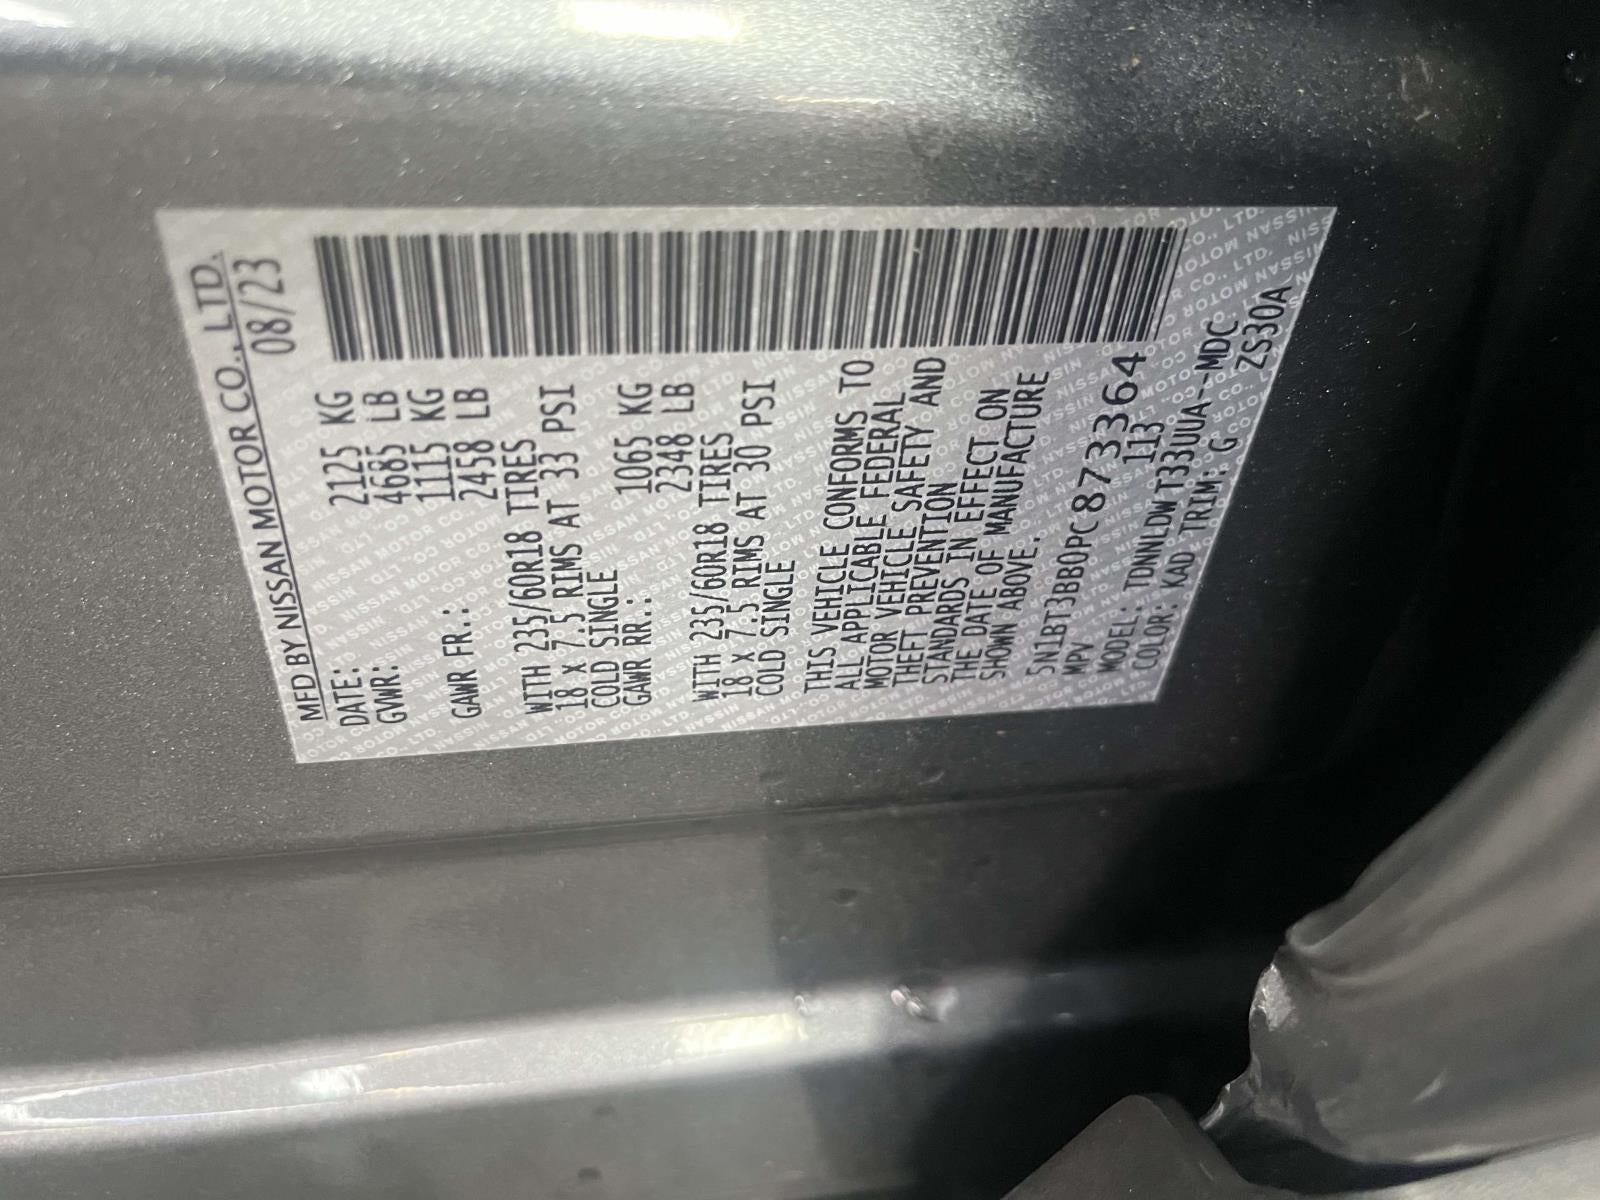 MFD BY NISSAN MOTOR CO., LTD.
DATE: 08/23
GVWR: 2125 KG
4685 LB
GAWR FR.: 1115 KG
2458 LB
WITH 235/60R18 TIRES
18 x 7.5 RIMS AT 33 PSI
COLD SINGLE
GAWR RR.: 1065 KG
2348 LB
WITH 235/60R18 TIRES
18 x 7.5 RIMS AT 30 PSI
COLD SINGLE
THIS VEHICLE CONFORMS TO
ALL APPLICABLE FEDERAL
MOTOR VEHICLE SAFETY AND
THEFT PREVENTION
STANDARDS IN EFFECT ON
THE DATE OF MANUFACTURE
SHOWN ABOVE.
5N1BT3BB0PC873364
MPV 113
MODEL: TDNNLDWT33UUA--MDC
COLOR: KAD TRIM: G
ZS30A